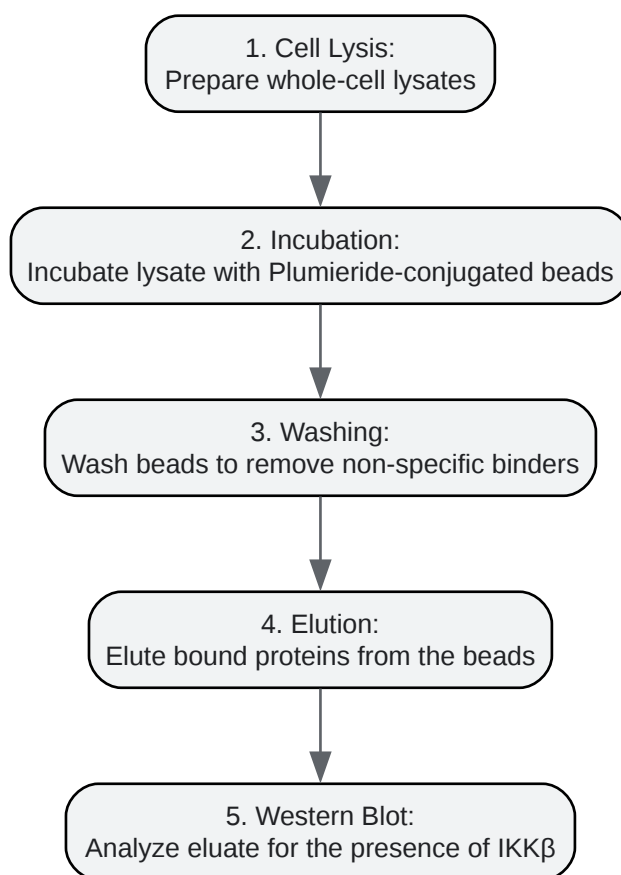 1. Cell Lysis:
Prepare whole-cell lysates
2. Incubation:
Incubate lysate with Plumieride-conjugated beads
3. Washing:
Wash beads to remove non-specific binders
4. Elution:
Elute bound proteins from the beads
5. Western Blot:
Analyze eluate for the presence of IKKβ